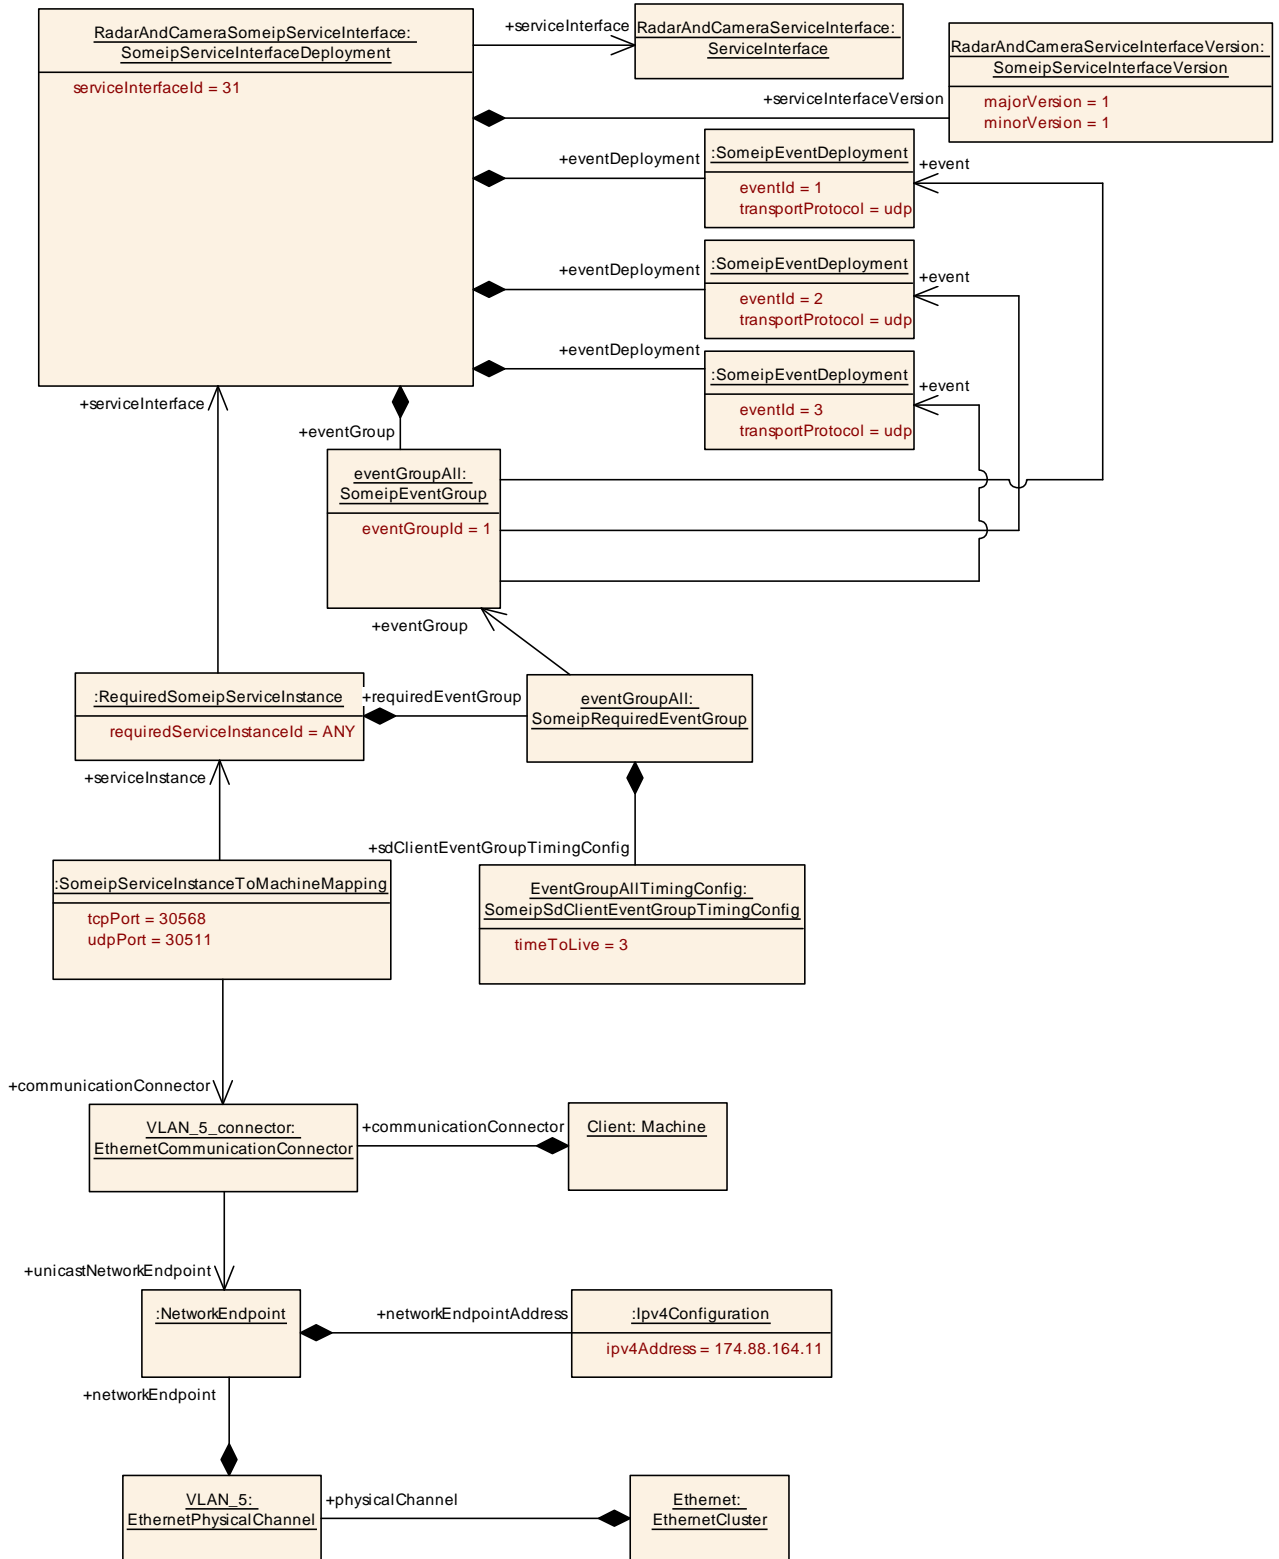 RadarAndCameraSomeipServiceInterface:
SomeipServiceInterfaceDeployment
serviceInterfaceId = 31
+serviceInterface
RadarAndCameraServiceInterface:
ServiceInterface
RadarAndCameraServiceInterfaceVersion:
SomeipServiceInterfaceVersion
majorVersion = 1
minorVersion = 1
+serviceInterfaceVersion
+eventDeployment
:SomeipEventDeployment
eventId = 1
transportProtocol = udp
+event
+eventDeployment
:SomeipEventDeployment
eventId = 2
transportProtocol = udp
+event
+eventDeployment
:SomeipEventDeployment
eventId = 3
transportProtocol = udp
+event
+serviceInterface
+eventGroup
eventGroupAll:
SomeipEventGroup
eventGroupId = 1
+eventGroup
:RequiredSomeipServiceInstance
requiredServiceInstanceId = ANY
+requiredEventGroup
eventGroupAll:
SomeipRequiredEventGroup
+serviceInstance
+sdClientEventGroupTimingConfig
:SomeipServiceInstanceToMachineMapping
tcpPort = 30568
udpPort = 30511
EventGroupAllTimingConfig:
SomeipSdClientEventGroupTimingConfig
timeToLive = 3
+communicationConnector
VLAN_5_connector:
EthernetCommunicationConnector
+communicationConnector
Client: Machine
+unicastNetworkEndpoint
:NetworkEndpoint
+networkEndpointAddress
:Ipv4Configuration
ipv4Address = 174.88.164.11
+networkEndpoint
VLAN_5:
EthernetPhysicalChannel
+physicalChannel
Ethernet:
EthernetCluster